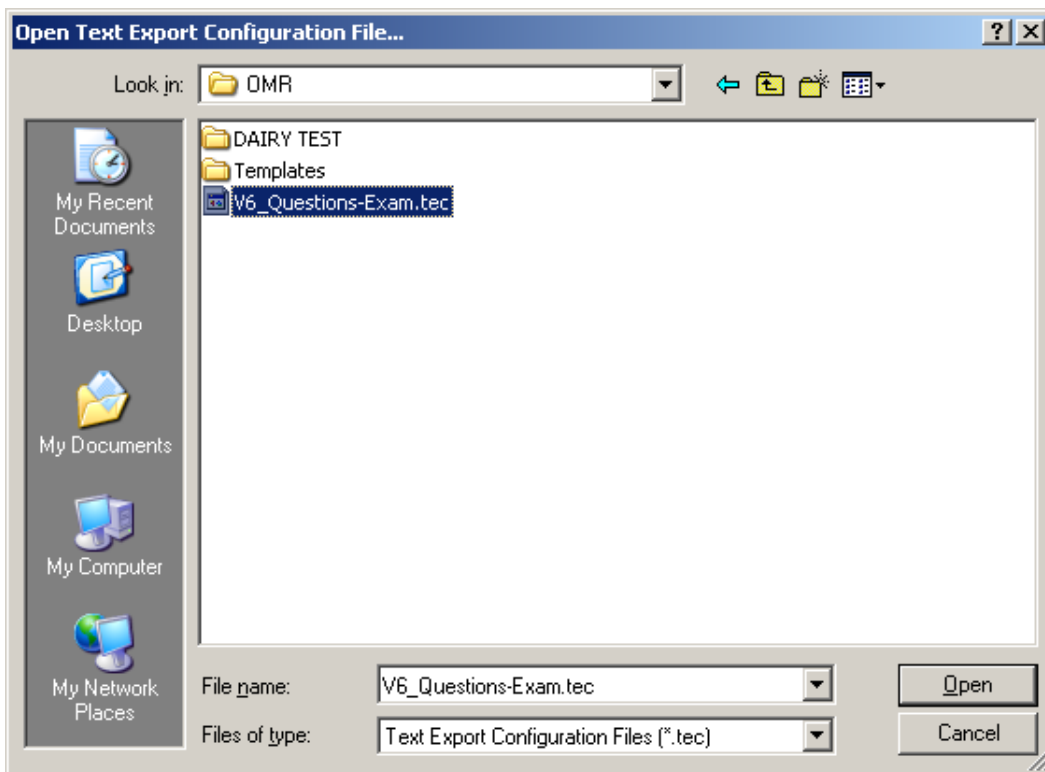 Open Text Export Configuration File...
Look in: OMR
My Recent
Documents
Desktop
My Documents
My Computer
My Network
Places
DAIRY TEST
Templates
V6_Questions-Exam.tec
File name: V6_Questions-Exam.tec Open
Files of type: Text Export Configuration Files (*.tec) Cancel